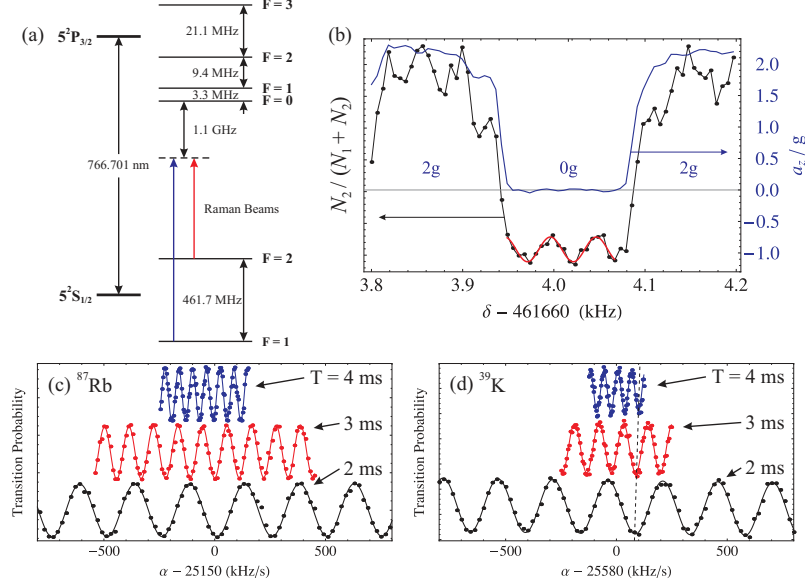 (a)
F = 3
21.1 MHz
5²P₃/₂
F = 2
9.4 MHz
F = 1
3.3 MHz
F = 0
1.1 GHz
766.701 nm
Raman Beams
F = 2
5²S₁/₂
461.7 MHz
F = 1
(b)
N₂ / (N₁ + N₂)
2g
0g
2g
2.0
1.5
1.0
0.5
0.0
−0.5
−1.0
a_z / g
3.8
3.9
4.0
4.1
4.2
δ − 461660 (kHz)
(c) ⁸⁷Rb
T = 4 ms
3 ms
2 ms
Transition Probability
−500
0
500
α − 25150 (kHz/s)
(d) ³⁹K
T = 4 ms
3 ms
2 ms
Transition Probability
−500
0
500
α − 25580 (kHz/s)